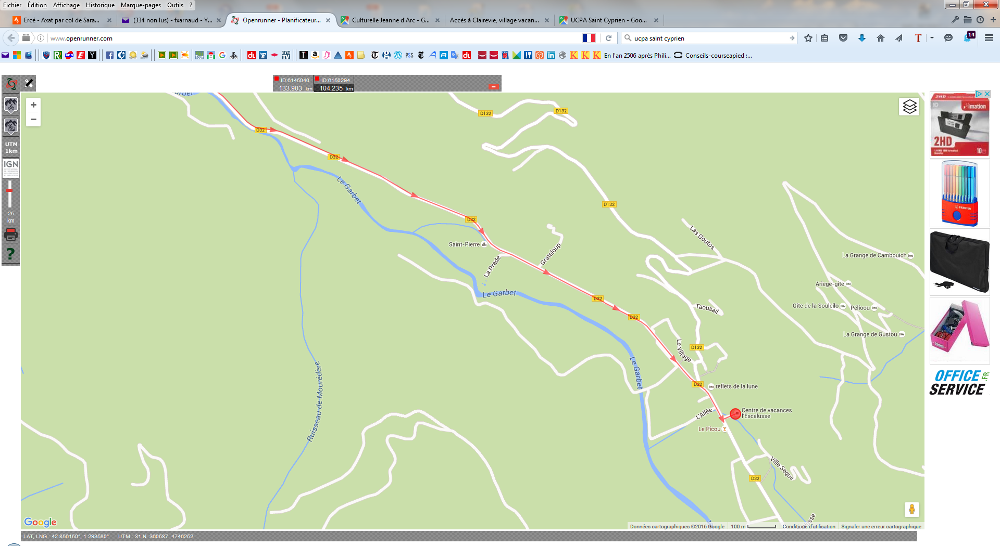 Fichier Édition Affichage Historique Marque-pages Outils ?
Ercé - Axat par col de Sara...
(334 non lus) - fxarnaud - Y...
Openrunner - Planificateur...
Culturelle Jeanne d'Arc - G...
Accès à Clairevie, village vacan...
UCPA Saint Cyprien - Goo...
www.openrunner.com
ucpa saint cyprien
14
En l'an 2506 après Phili...
Conseils-courseapied :...
ID:6145040
133.903 km
ID:6150294
104.235 km
UTM
1km
IGN
25
km
?
+
−
D132
D132
D32
D32
Le Garbet
D132
D32
Las Goutos
Saint-Pierre
Grateloup
La Prade
La Grange de Cambouich
Ariege-gite
Le Garbet
D32
Gîte de la Souleilo
Pélioou
Taousail
D32
La Grange de Gustou
Le Village
D132
Le Garbet
Ruisseau de Mourédère
D32
reflets de la lune
Centre de vacances
l'Escalusse
L'Allée
Le Picou
Ville Seque
D32
Google
Données cartographiques ©2016 Google
100 m
Conditions d'utilisation
Signaler une erreur cartographique
LAT, LNG : 42.856150°, 1.293580°
UTM : 31 N 360587 4746252
2HD
imation
2HD
10
STABILO
OFFICE
SERVICE
.FR